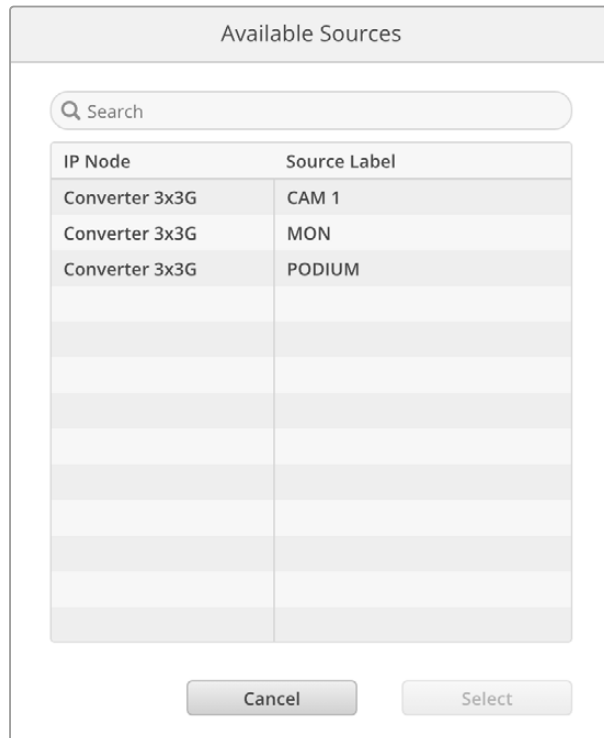 Available Sources
Search
IP Node Source Label
Converter 3x3G CAM 1
Converter 3x3G MON
Converter 3x3G PODIUM
Cancel Select